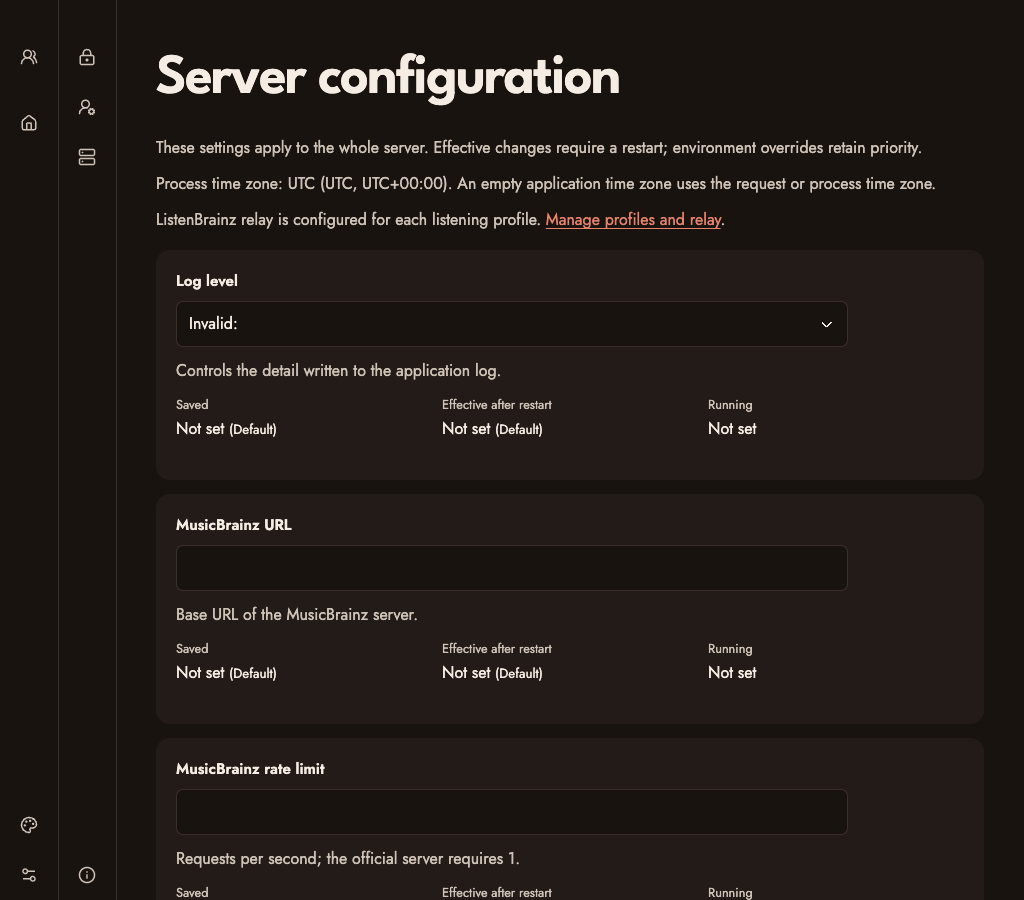 Server configuration
These settings apply to the whole server. Effective changes require a restart; environment overrides retain priority.
Process time zone: UTC (UTC, UTC+00:00). An empty application time zone uses the request or process time zone.
ListenBrainz relay is configured for each listening profile. Manage profiles and relay.
Log level
Invalid:
Controls the detail written to the application log.
Saved Effective after restart Running
Not set (Default) Not set (Default) Not set
MusicBrainz URL
Base URL of the MusicBrainz server.
Saved Effective after restart Running
Not set (Default) Not set (Default) Not set
MusicBrainz rate limit
Requests per second; the official server requires 1.
Saved Effective after restart Running